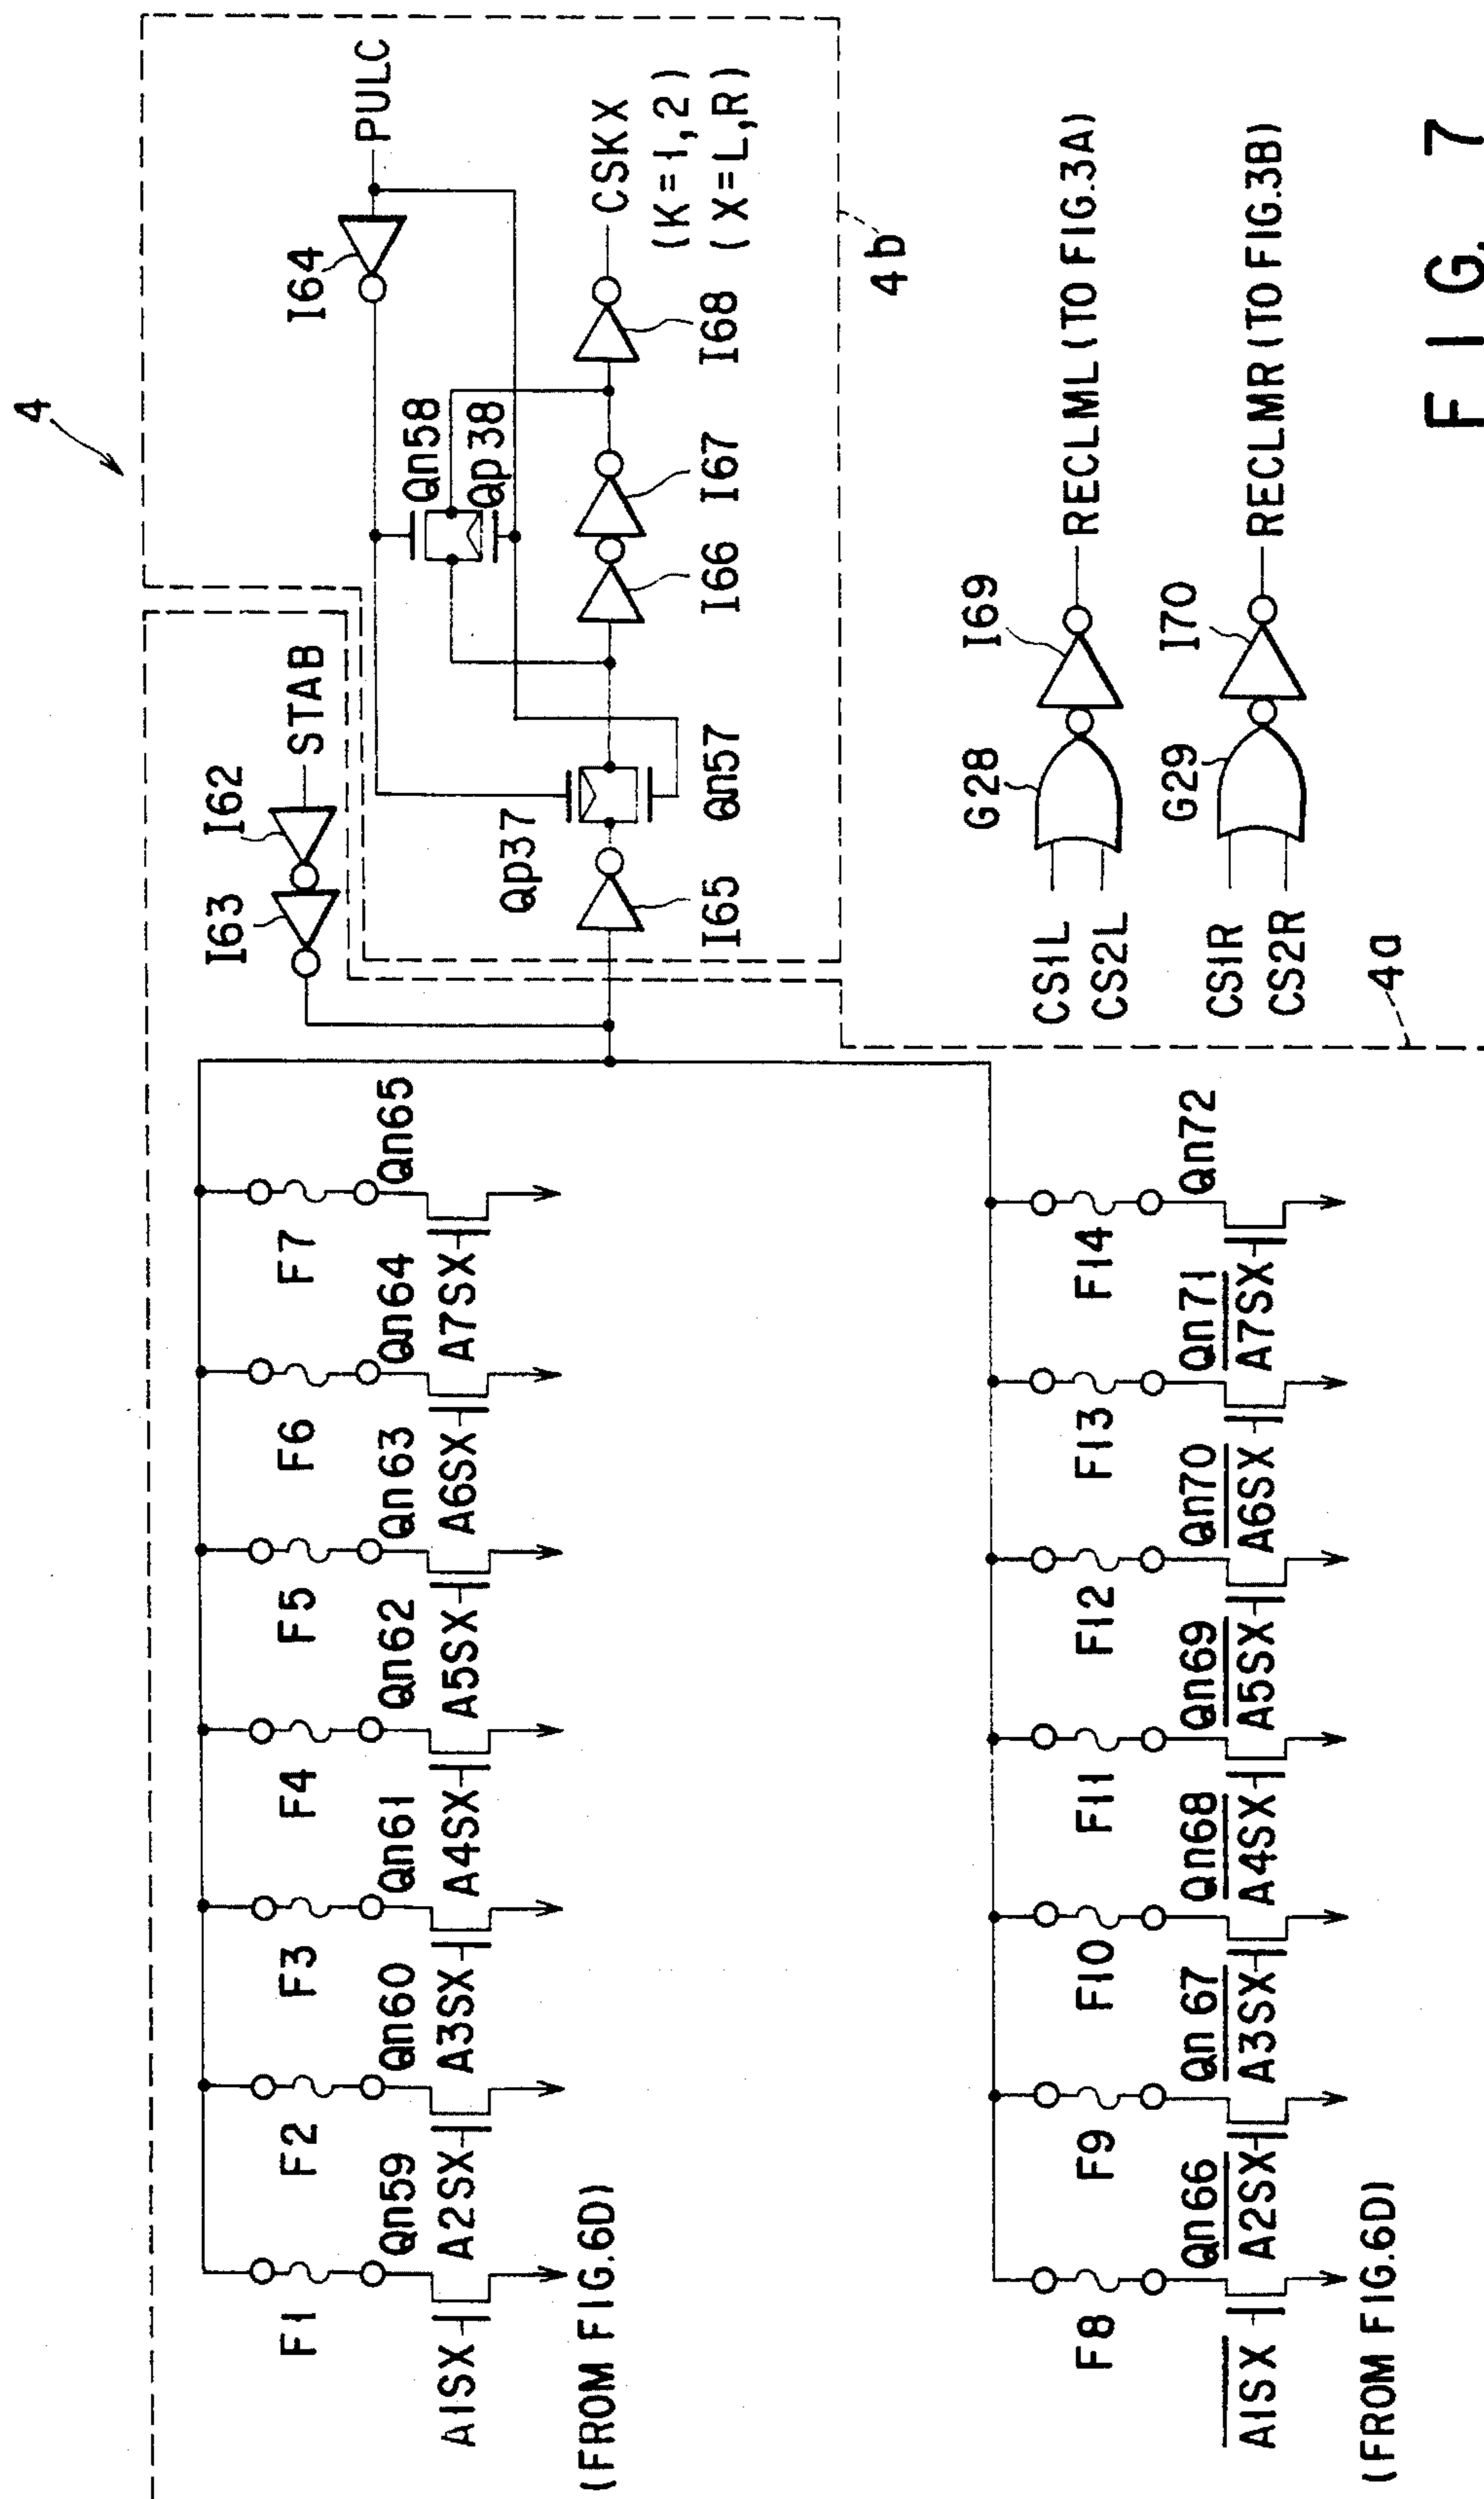 4
I63
I62
STAB
I64
PULC
Qn58
Qp38
Qp37
Qn57
I65
I66
I67
I68
CSKX
(K=1,2)
(X=L,R)
4b
F1
F2
F3
F4
F5
F6
F7
Qn59
Qn60
Qn61
Qn62
Qn63
Qn64
Qn65
A1SX
A2SX
A3SX
A4SX
A5SX
A6SX
A7SX
(FROM FIG.6D)
CS1L
CS2L
G28
I69
RECLML (TO FIG.3A)
CS1R
CS2R
G29
I70
RECLMR (TO FIG.3B)
4a
F8
F9
F10
F11
F12
F13
F14
Qn66
Qn67
Qn68
Qn69
Qn70
Qn71
Qn72
A1SX
A2SX
A3SX
A4SX
A5SX
A6SX
A7SX
(FROM FIG.6D)
FIG. 7